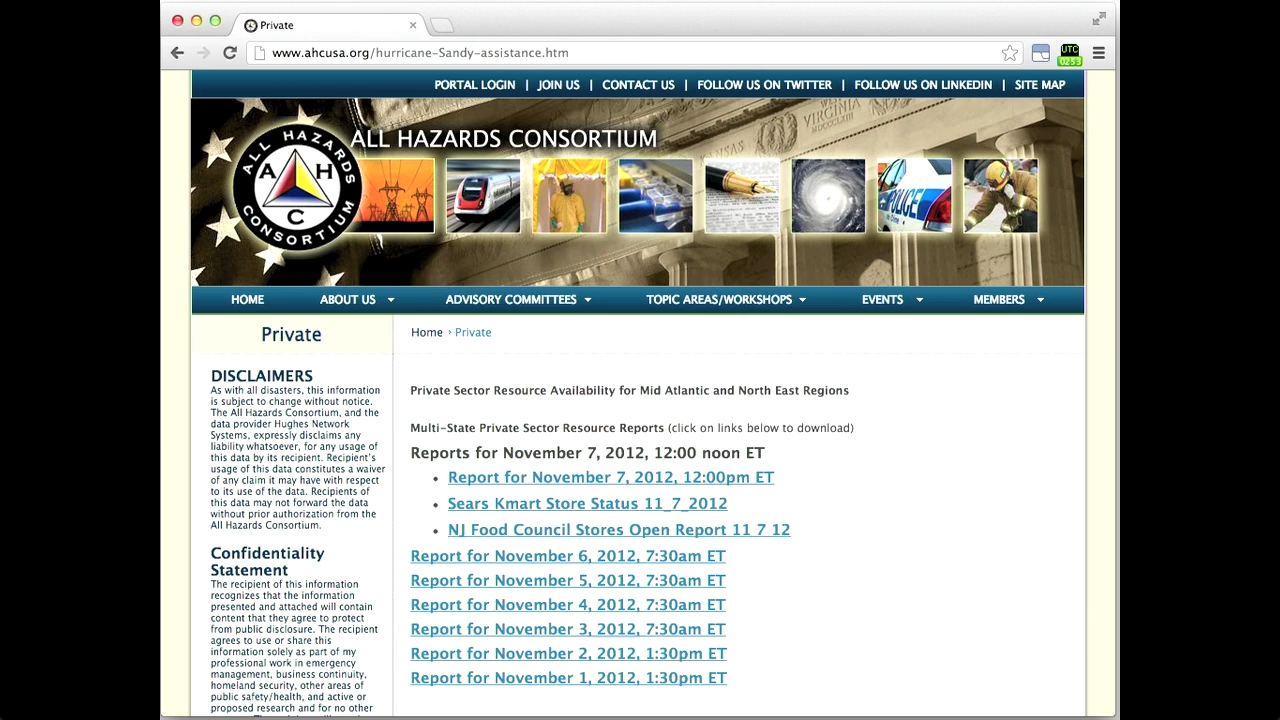 Private
www.ahcusa.org/hurricane-Sandy-assistance.htm
UTC
0253
PORTAL LOGIN | JOIN US | CONTACT US | FOLLOW US ON TWITTER | FOLLOW US ON LINKEDIN | SITE MAP
ALL HAZARDS CONSORTIUM
VIRGINIA
ALL HAZARDS
A H
C
CONSORTIUM
POLICE
HOME ABOUT US ADVISORY COMMITTEES TOPIC AREAS/WORKSHOPS EVENTS MEMBERS
Private
Home › Private
DISCLAIMERS
As with all disasters, this information
is subject to change without notice.
The All Hazards Consortium, and the
data provider Hughes Network
Systems, expressly disclaims any
liability whatsoever, for any usage of
this data by its recipient. Recipient's
usage of this data constitutes a waiver
of any claim it may have with respect
to its use of the data. Recipients of
this data may not forward the data
without prior authorization from the
All Hazards Consortium.
Confidentiality
Statement
The recipient of this information
recognizes that the information
presented and attached will contain
content that they agree to protect
from public disclosure. The recipient
agrees to use or share this
information solely as part of my
professional work in emergency
management, business continuity,
homeland security, other areas of
public safety/health, and active or
proposed research and for no other
Private Sector Resource Availability for Mid Atlantic and North East Regions
Multi-State Private Sector Resource Reports (click on links below to download)
Reports for November 7, 2012, 12:00 noon ET
• Report for November 7, 2012, 12:00pm ET
• Sears Kmart Store Status 11_7_2012
• NJ Food Council Stores Open Report 11 7 12
Report for November 6, 2012, 7:30am ET
Report for November 5, 2012, 7:30am ET
Report for November 4, 2012, 7:30am ET
Report for November 3, 2012, 7:30am ET
Report for November 2, 2012, 1:30pm ET
Report for November 1, 2012, 1:30pm ET